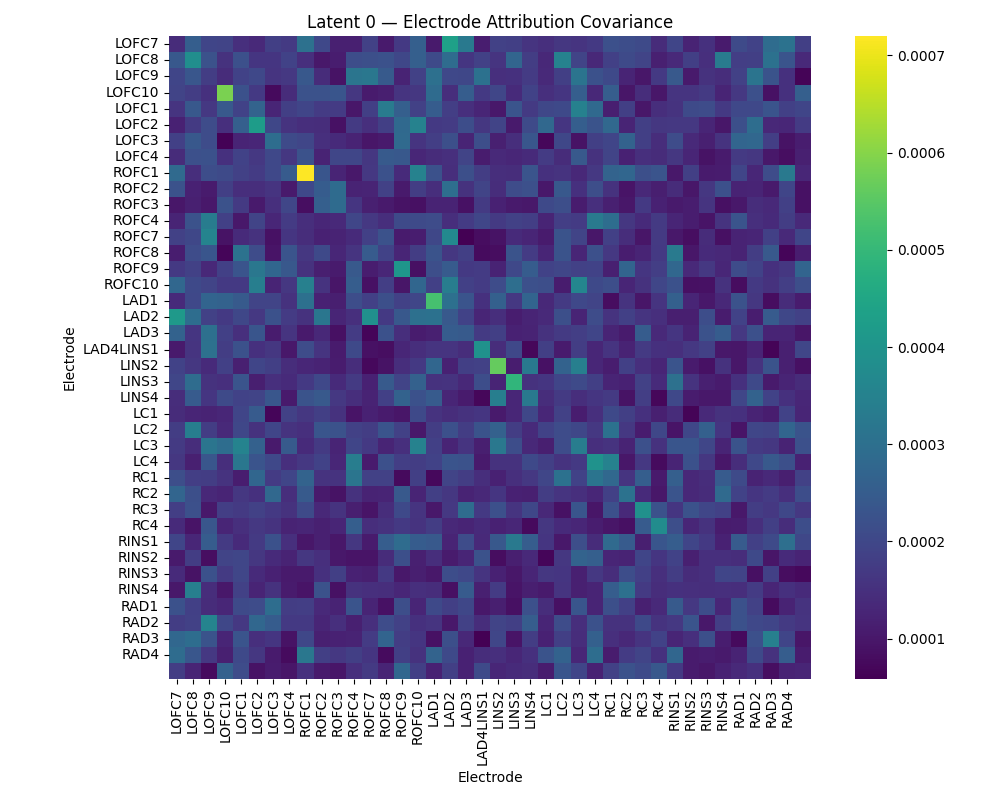 Latent 0 — Electrode Attribution Covariance
LOFC7
LOFC8
LOFC9
LOFC10
LOFC1
LOFC2
LOFC3
LOFC4
ROFC1
ROFC2
ROFC3
ROFC4
ROFC7
ROFC8
ROFC9
ROFC10
LAD1
LAD2
LAD3
LAD4LINS1
LINS2
LINS3
LINS4
LC1
LC2
LC3
LC4
RC1
RC2
RC3
RC4
RINS1
RINS2
RINS3
RINS4
RAD1
RAD2
RAD3
RAD4
Electrode
LOFC7
LOFC8
LOFC9
LOFC10
LOFC1
LOFC2
LOFC3
LOFC4
ROFC1
ROFC2
ROFC3
ROFC4
ROFC7
ROFC8
ROFC9
ROFC10
LAD1
LAD2
LAD3
LAD4LINS1
LINS2
LINS3
LINS4
LC1
LC2
LC3
LC4
RC1
RC2
RC3
RC4
RINS1
RINS2
RINS3
RINS4
RAD1
RAD2
RAD3
RAD4
Electrode
0.0007
0.0006
0.0005
0.0004
0.0003
0.0002
0.0001